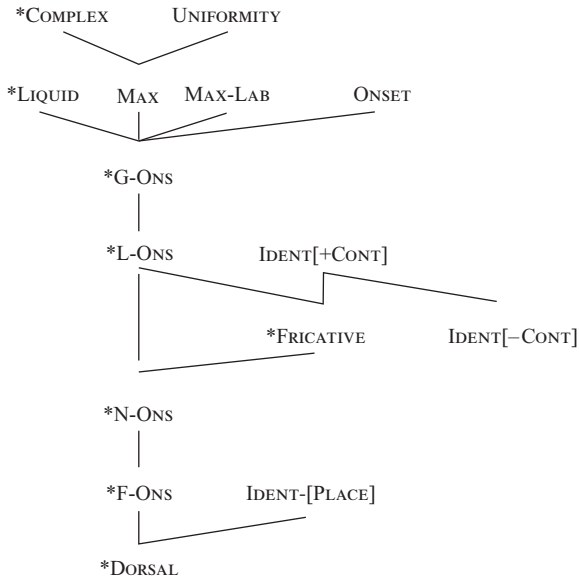 *COMPLEX UNIFORMITY
*LIQUID MAX MAX-LAB ONSET
*G-ONS
*L-ONS IDENT[+CONT]
*FRICATIVE IDENT[–CONT]
*N-ONS
*F-ONS IDENT-[PLACE]
*DORSAL